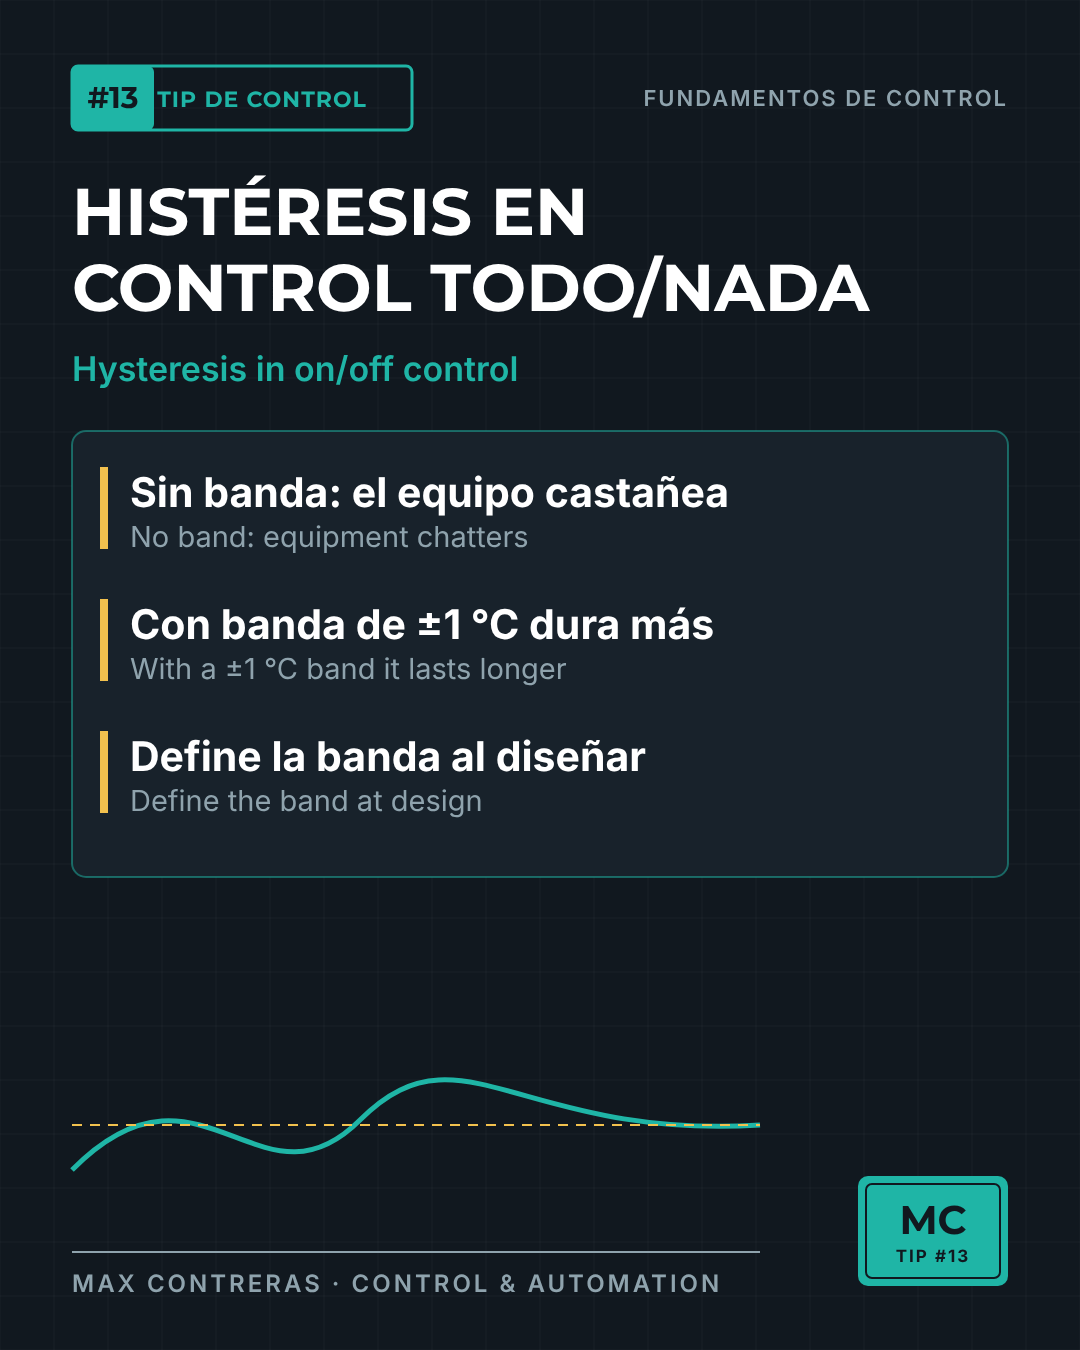 #13 TIP DE CONTROL
FUNDAMENTOS DE CONTROL
HISTÉRESIS EN
CONTROL TODO/NADA
Hysteresis in on/off control
Sin banda: el equipo castañea
No band: equipment chatters
Con banda de ±1 °C dura más
With a ±1 °C band it lasts longer
Define la banda al diseñar
Define the band at design
MC
TIP #13
MAX CONTRERAS · CONTROL & AUTOMATION